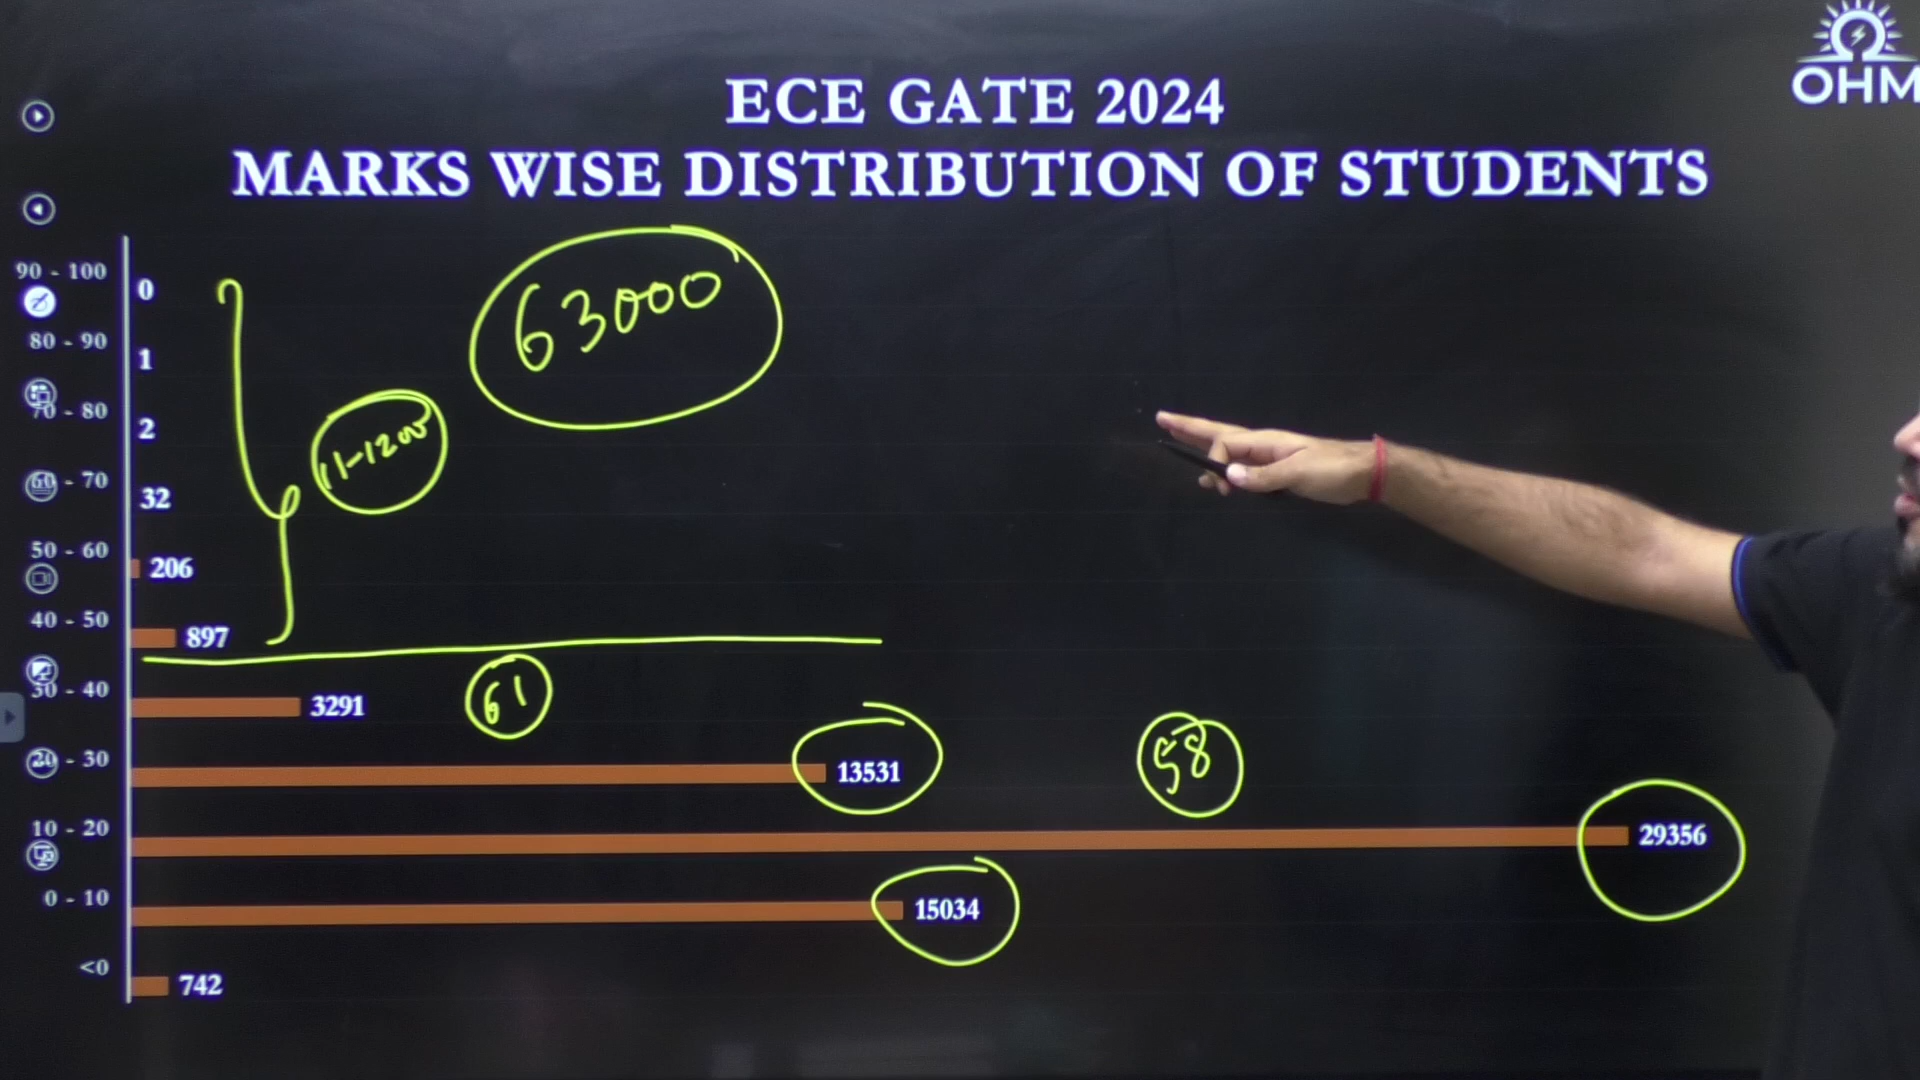 OHM
ECE GATE 2024
MARKS WISE DISTRIBUTION OF STUDENTS
63000
90 - 100 0
80 - 90 1
70 - 80 2
11-1200
60 - 70 32
50 - 60 206
40 - 50 897
61
30 - 40 3291
58
20 - 30 13531
10 - 20 29356
0 - 10 15034
<0 742